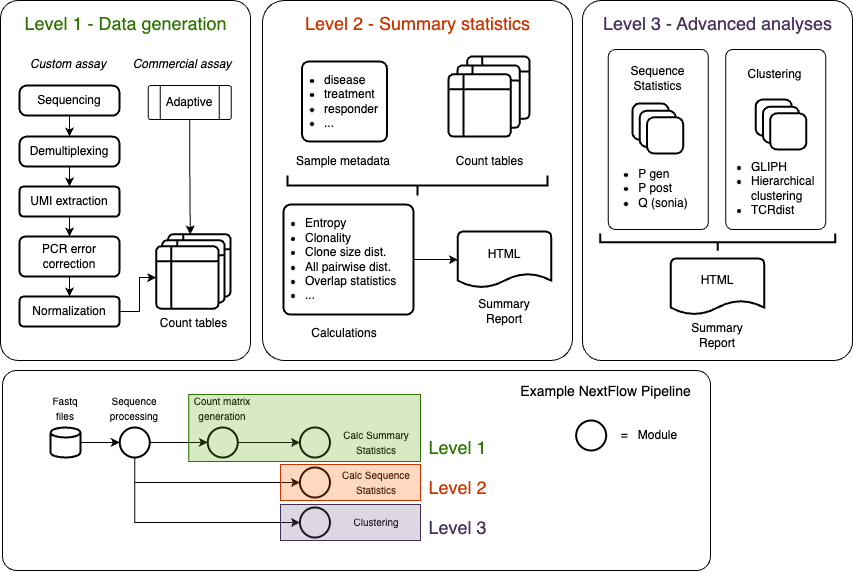 Level 1 - Data generation
Custom assay
Commercial assay
Sequencing
Adaptive
Demultiplexing
UMI extraction
PCR error
correction
Normalization
Count tables
Level 2 - Summary statistics
• disease
• treatment
• responder
• ...
Sample metadata
Count tables
• Entropy
• Clonality
• Clone size dist.
• All pairwise dist.
• Overlap statistics
• ...
Calculations
HTML
Summary
Report
Level 3 - Advanced analyses
Sequence
Statistics
• P gen
• P post
• Q (sonia)
Clustering
• GLIPH
• Hierarchical
clustering
• TCRdist
HTML
Summary
Report
Example NextFlow Pipeline
= Module
Fastq
files
Sequence
processing
Count matrix
generation
Calc Summary
Statistics
Level 1
Calc Sequence
Statistics
Level 2
Clustering
Level 3